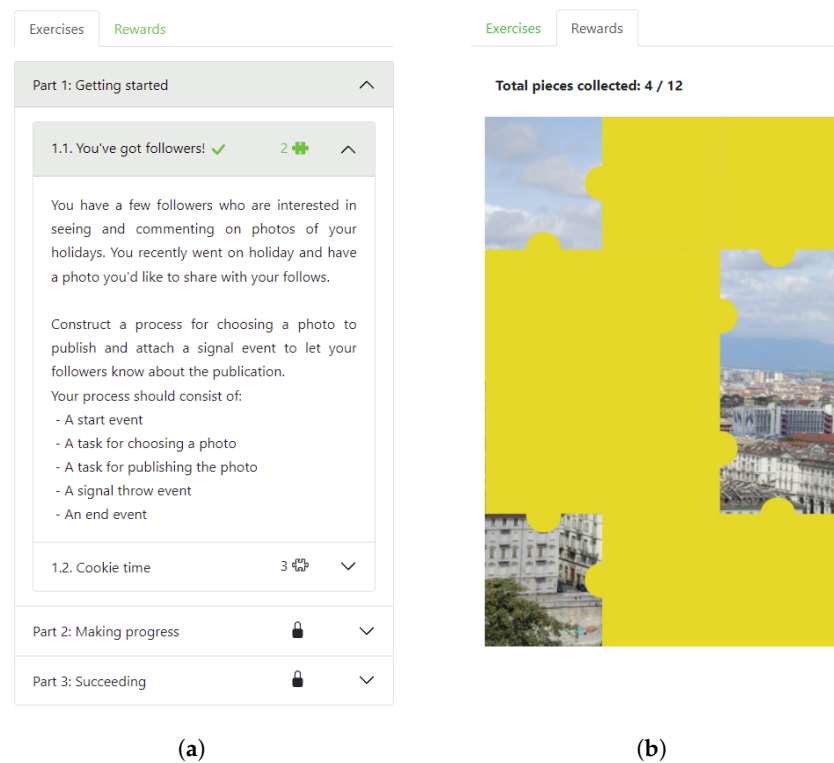 Exercises
Rewards
Part 1: Getting started
1.1. You've got followers!
2
You have a few followers who are interested in
seeing and commenting on photos of your
holidays. You recently went on holiday and have
a photo you'd like to share with your follows.
Construct a process for choosing a photo to
publish and attach a signal event to let your
followers know about the publication.
Your process should consist of:
- A start event
- A task for choosing a photo
- A task for publishing the photo
- A signal throw event
- An end event
1.2. Cookie time
3
Part 2: Making progress
Part 3: Succeeding
(a)
Exercises
Rewards
Total pieces collected: 4 / 12
(b)